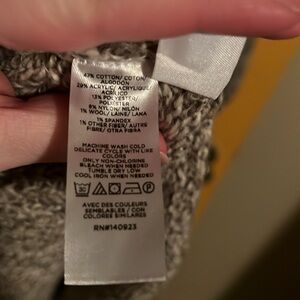 47% COTTON/ COTON/
ALGODÓN
29% ACRYLIC/ ACRYLIQUE/
ACRÍLICO
13% POLYESTER/
POLYESTER
8% NYLON/ NILÓN
1% WOOL/ LAINE/ LANA
1% SPANDEX
1% OTHER FIBER/ AUTRE
FIBRE/ OTRA FIBRA
MACHINE WASH COLD
DELICATE CYCLE WITH LIKE
COLORS
ONLY NON-CHLORINE
BLEACH WHEN NEEDED
TUMBLE DRY LOW
COOL IRON WHEN NEEDED
AVEC DES COULEURS
SEMBLABLES / CON
COLORES SIMILARES
RN#140923